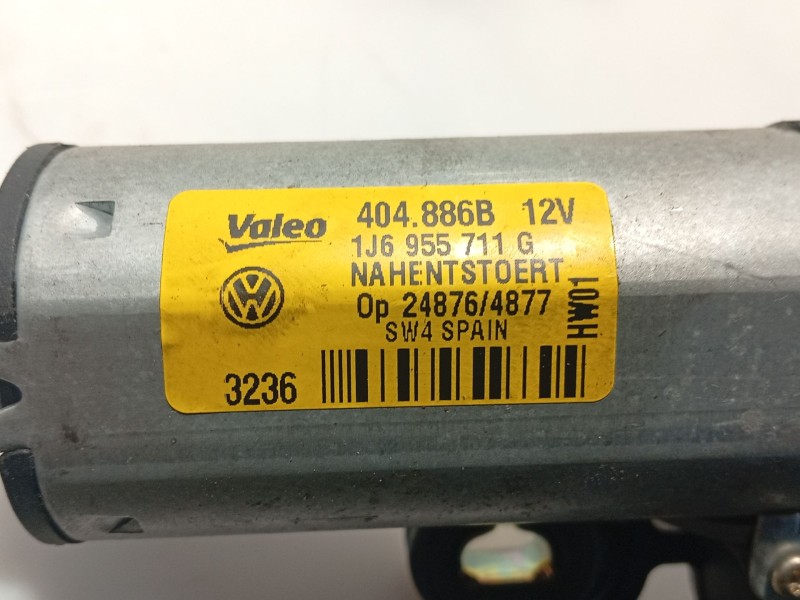 Valeo 404.886B 12V
1J6 955 711 G
NAHENTSTOERT
Op 24876/4877
SW4 SPAIN
HW01
3236